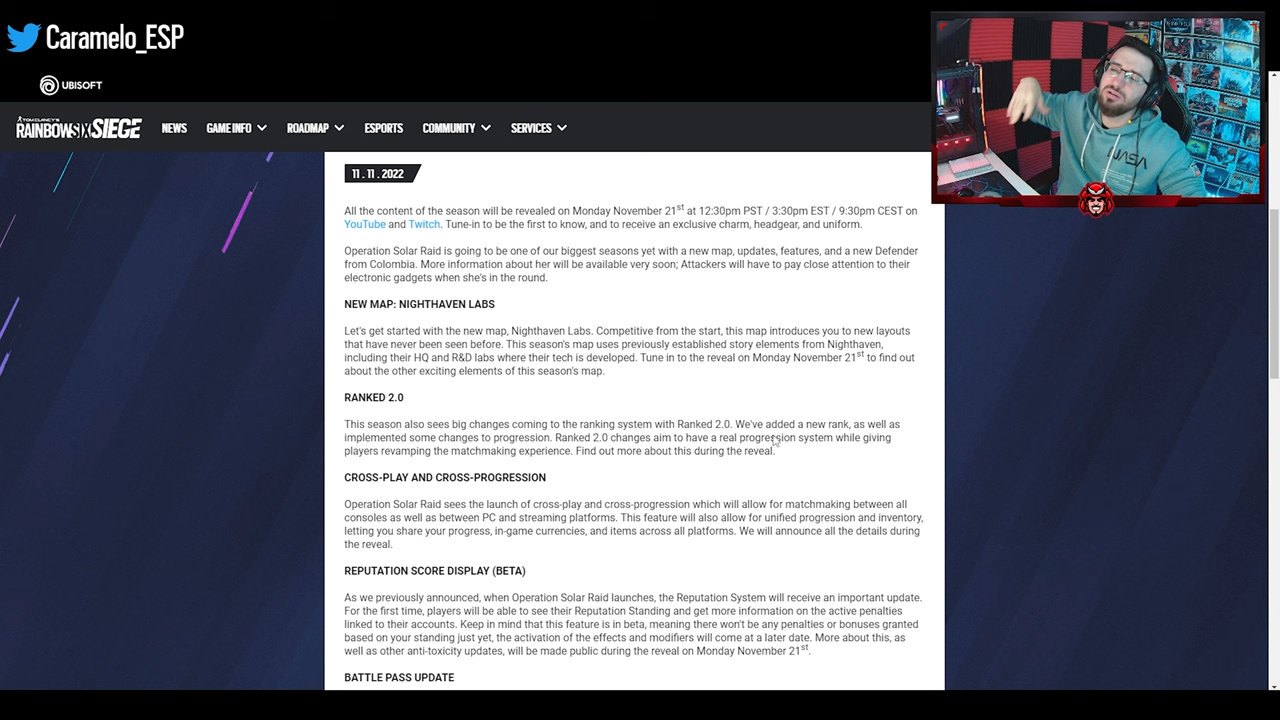 Caramelo_ESP
UBISOFT
TOM CLANCY'S
RAINBOWSIX SIEGE NEWS GAME INFO ROADMAP ESPORTS COMMUNITY SERVICES
NASA
11 . 11 . 2022
All the content of the season will be revealed on Monday November 21st at 12:30pm PST / 3:30pm EST / 9:30pm CEST on
YouTube and Twitch. Tune-in to be the first to know, and to receive an exclusive charm, headgear, and uniform.
Operation Solar Raid is going to be one of our biggest seasons yet with a new map, updates, features, and a new Defender
from Colombia. More information about her will be available very soon; Attackers will have to pay close attention to their
electronic gadgets when she's in the round.
NEW MAP: NIGHTHAVEN LABS
Let's get started with the new map, Nighthaven Labs. Competitive from the start, this map introduces you to new layouts
that have never been seen before. This season's map uses previously established story elements from Nighthaven,
including their HQ and R&D labs where their tech is developed. Tune in to the reveal on Monday November 21st to find out
about the other exciting elements of this season's map.
RANKED 2.0
This season also sees big changes coming to the ranking system with Ranked 2.0. We've added a new rank, as well as
implemented some changes to progression. Ranked 2.0 changes aim to have a real progression system while giving
players revamping the matchmaking experience. Find out more about this during the reveal.
CROSS-PLAY AND CROSS-PROGRESSION
Operation Solar Raid sees the launch of cross-play and cross-progression which will allow for matchmaking between all
consoles as well as between PC and streaming platforms. This feature will also allow for unified progression and inventory,
letting you share your progress, in-game currencies, and items across all platforms. We will announce all the details during
the reveal.
REPUTATION SCORE DISPLAY (BETA)
As we previously announced, when Operation Solar Raid launches, the Reputation System will receive an important update.
For the first time, players will be able to see their Reputation Standing and get more information on the active penalties
linked to their accounts. Keep in mind that this feature is in beta, meaning there won't be any penalties or bonuses granted
based on your standing just yet, the activation of the effects and modifiers will come at a later date. More about this, as
well as other anti-toxicity updates, will be made public during the reveal on Monday November 21st.
BATTLE PASS UPDATE